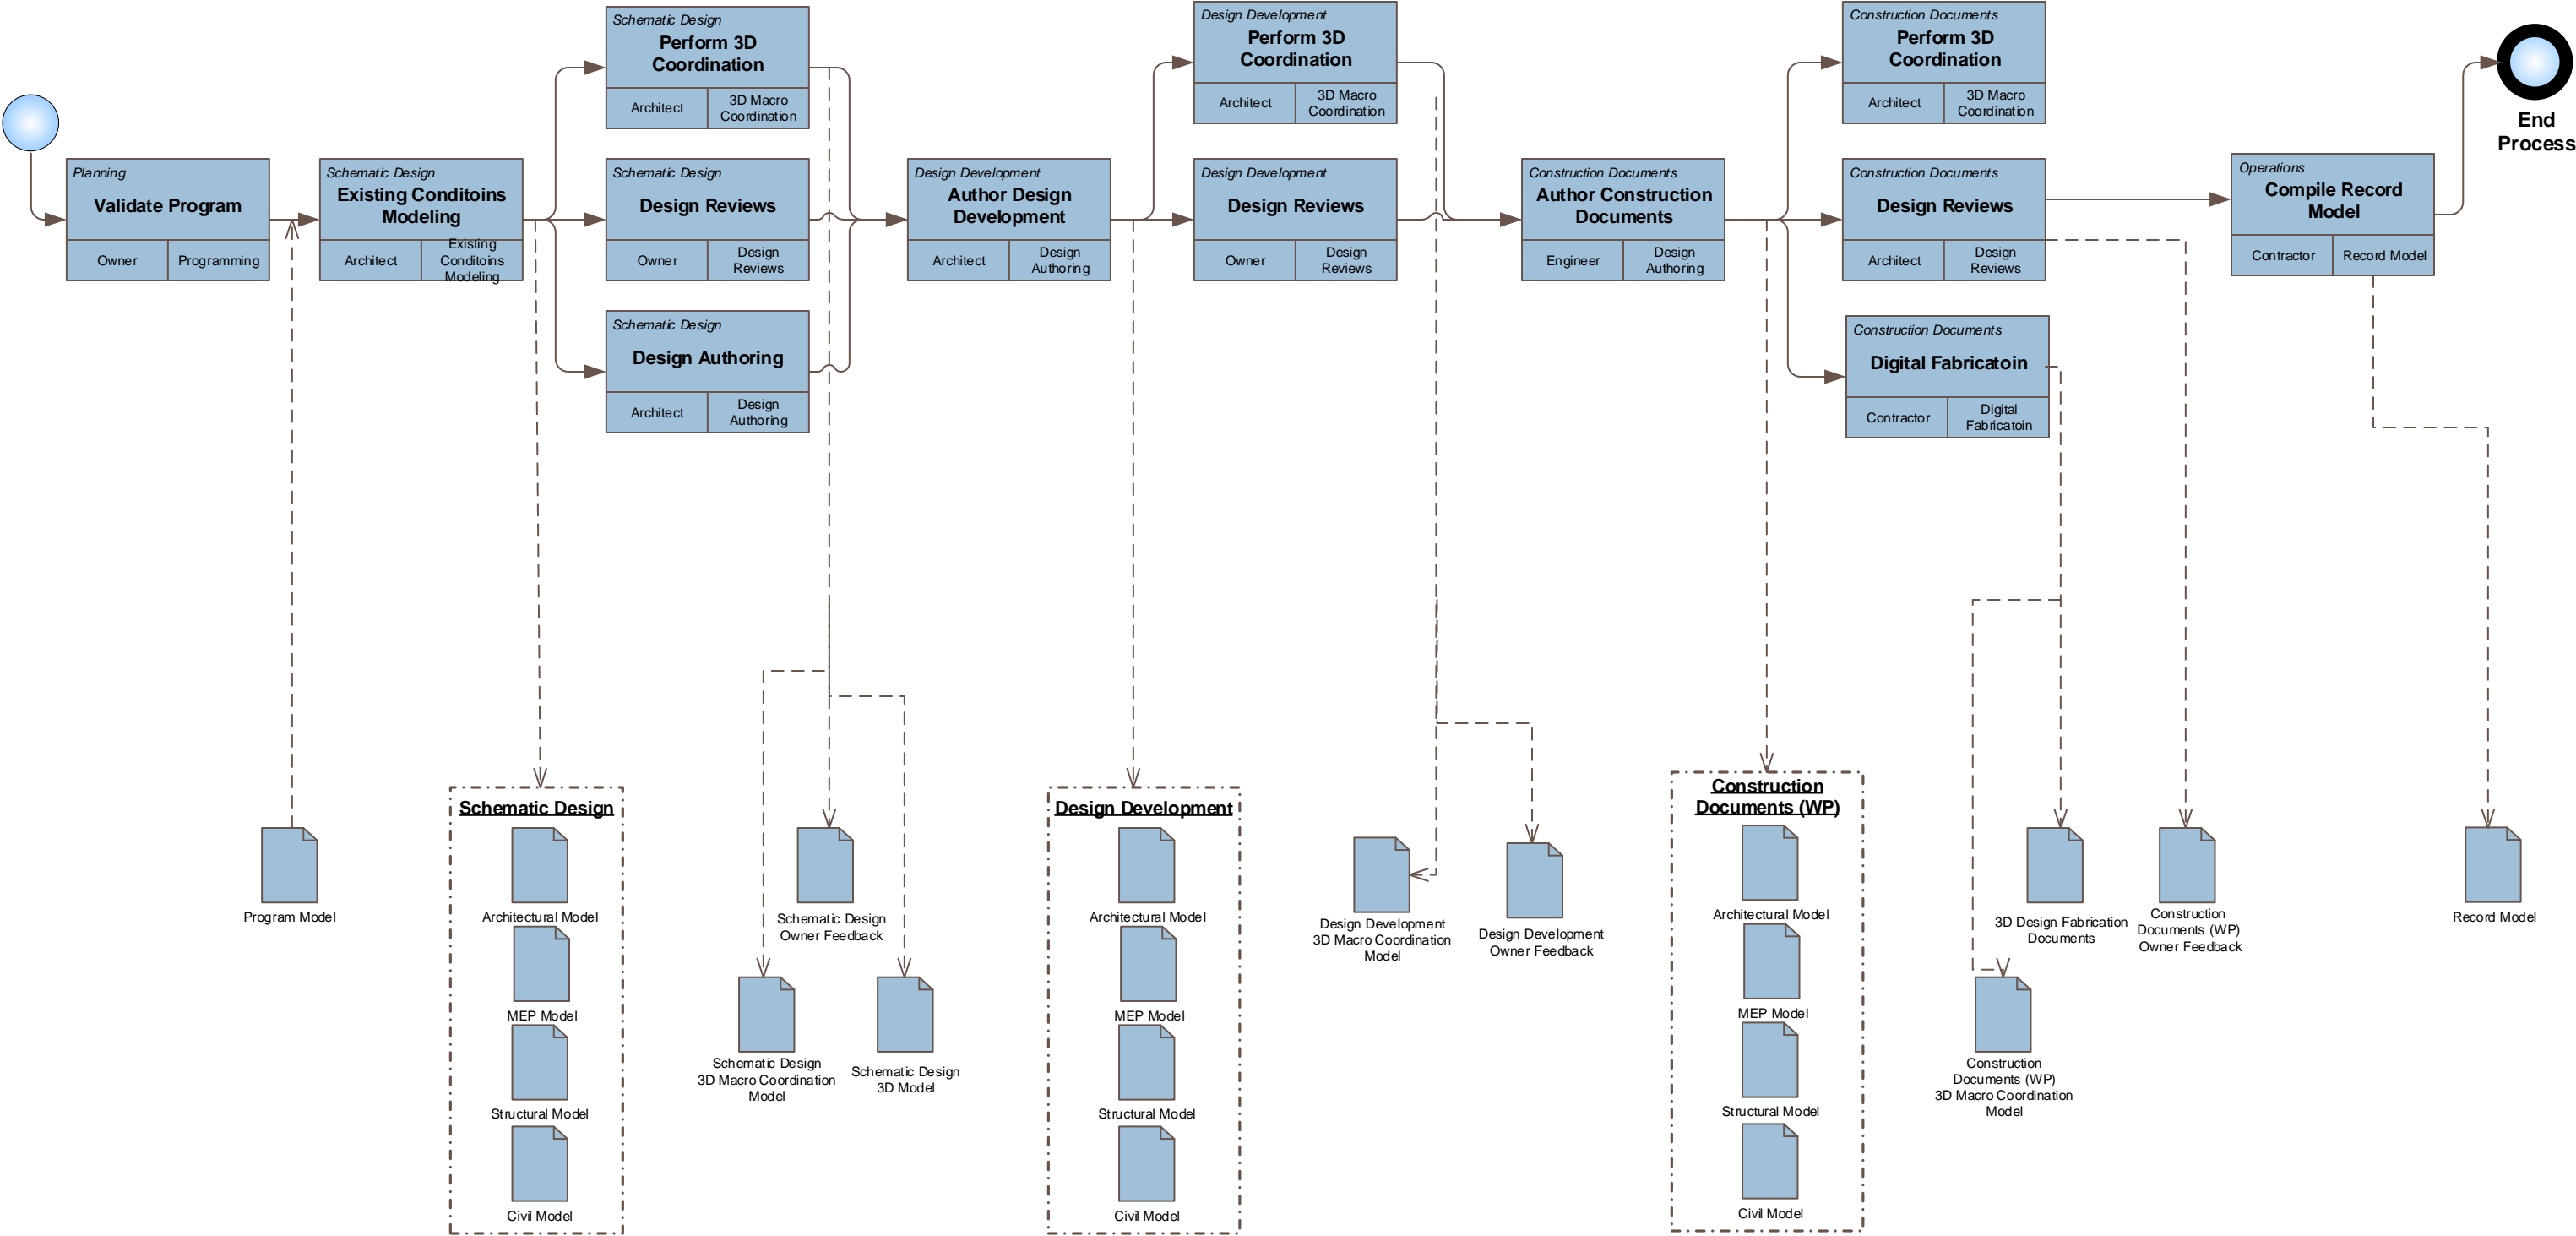 Schematic Design
Perform 3D
Coordination
Architect
3D Macro
Coordination
Design Development
Perform 3D
Coordination
Architect
3D Macro
Coordination
Construction Documents
Perform 3D
Coordination
Architect
3D Macro
Coordination
End
Process
Planning
Validate Program
Owner
Programming
Schematic Design
Existing Conditoins
Modeling
Architect
Existing
Conditoins
Modeling
Schematic Design
Design Reviews
Owner
Design
Reviews
Design Development
Author Design
Development
Architect
Design
Authoring
Design Development
Design Reviews
Owner
Design
Reviews
Construction Documents
Author Construction
Documents
Engineer
Design
Authoring
Construction Documents
Design Reviews
Architect
Design
Reviews
Operations
Compile Record
Model
Contractor
Record Model
Schematic Design
Design Authoring
Architect
Design
Authoring
Construction Documents
Digital Fabricatoin
Contractor
Digital
Fabricatoin
Program Model
Schematic Design
Architectural Model
MEP Model
Structural Model
Civil Model
Schematic Design
Owner Feedback
Schematic Design
3D Macro Coordination
Model
Schematic Design
3D Model
Design Development
Architectural Model
MEP Model
Structural Model
Civil Model
Design Development
3D Macro Coordination
Model
Design Development
Owner Feedback
Construction
Documents (WP)
Architectural Model
MEP Model
Structural Model
Civil Model
3D Design Fabrication
Documents
Construction
Documents (WP)
Owner Feedback
Construction
Documents (WP)
3D Macro Coordination
Model
Record Model